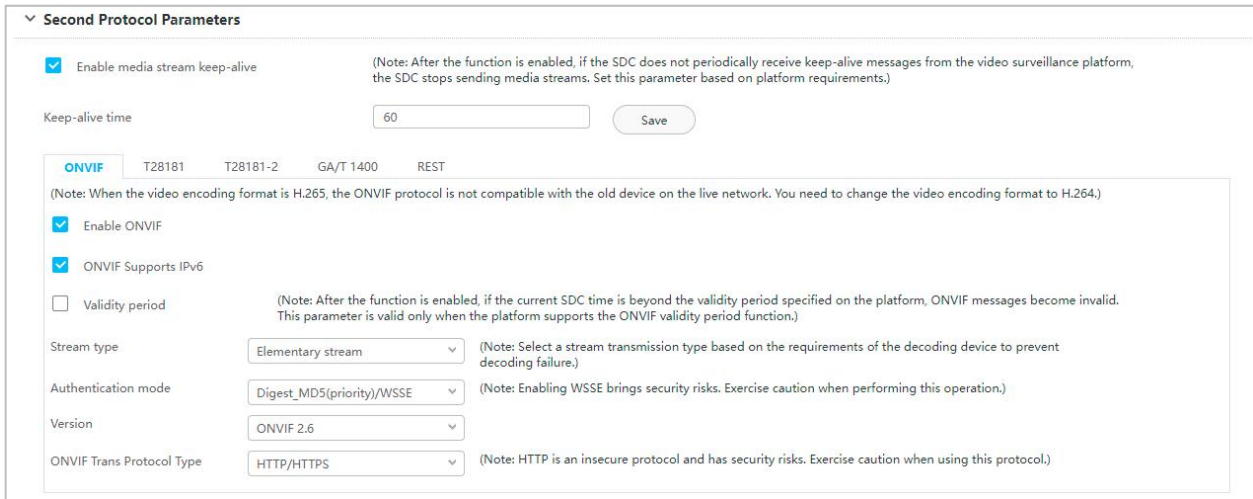 Second Protocol Parameters
Enable media stream keep-alive
(Note: After the function is enabled, if the SDC does not periodically receive keep-alive messages from the video surveillance platform,
the SDC stops sending media streams. Set this parameter based on platform requirements.)
Keep-alive time
60
Save
ONVIF T28181 T28181-2 GA/T 1400 REST
(Note: When the video encoding format is H.265, the ONVIF protocol is not compatible with the old device on the live network. You need to change the video encoding format to H.264.)
Enable ONVIF
ONVIF Supports IPv6
Validity period
(Note: After the function is enabled, if the current SDC time is beyond the validity period specified on the platform, ONVIF messages become invalid.
This parameter is valid only when the platform supports the ONVIF validity period function.)
Stream type
Elementary stream
(Note: Select a stream transmission type based on the requirements of the decoding device to prevent
decoding failure.)
Authentication mode
Digest_MD5(priority)/WSSE
(Note: Enabling WSSE brings security risks. Exercise caution when performing this operation.)
Version
ONVIF 2.6
ONVIF Trans Protocol Type
HTTP/HTTPS
(Note: HTTP is an insecure protocol and has security risks. Exercise caution when using this protocol.)